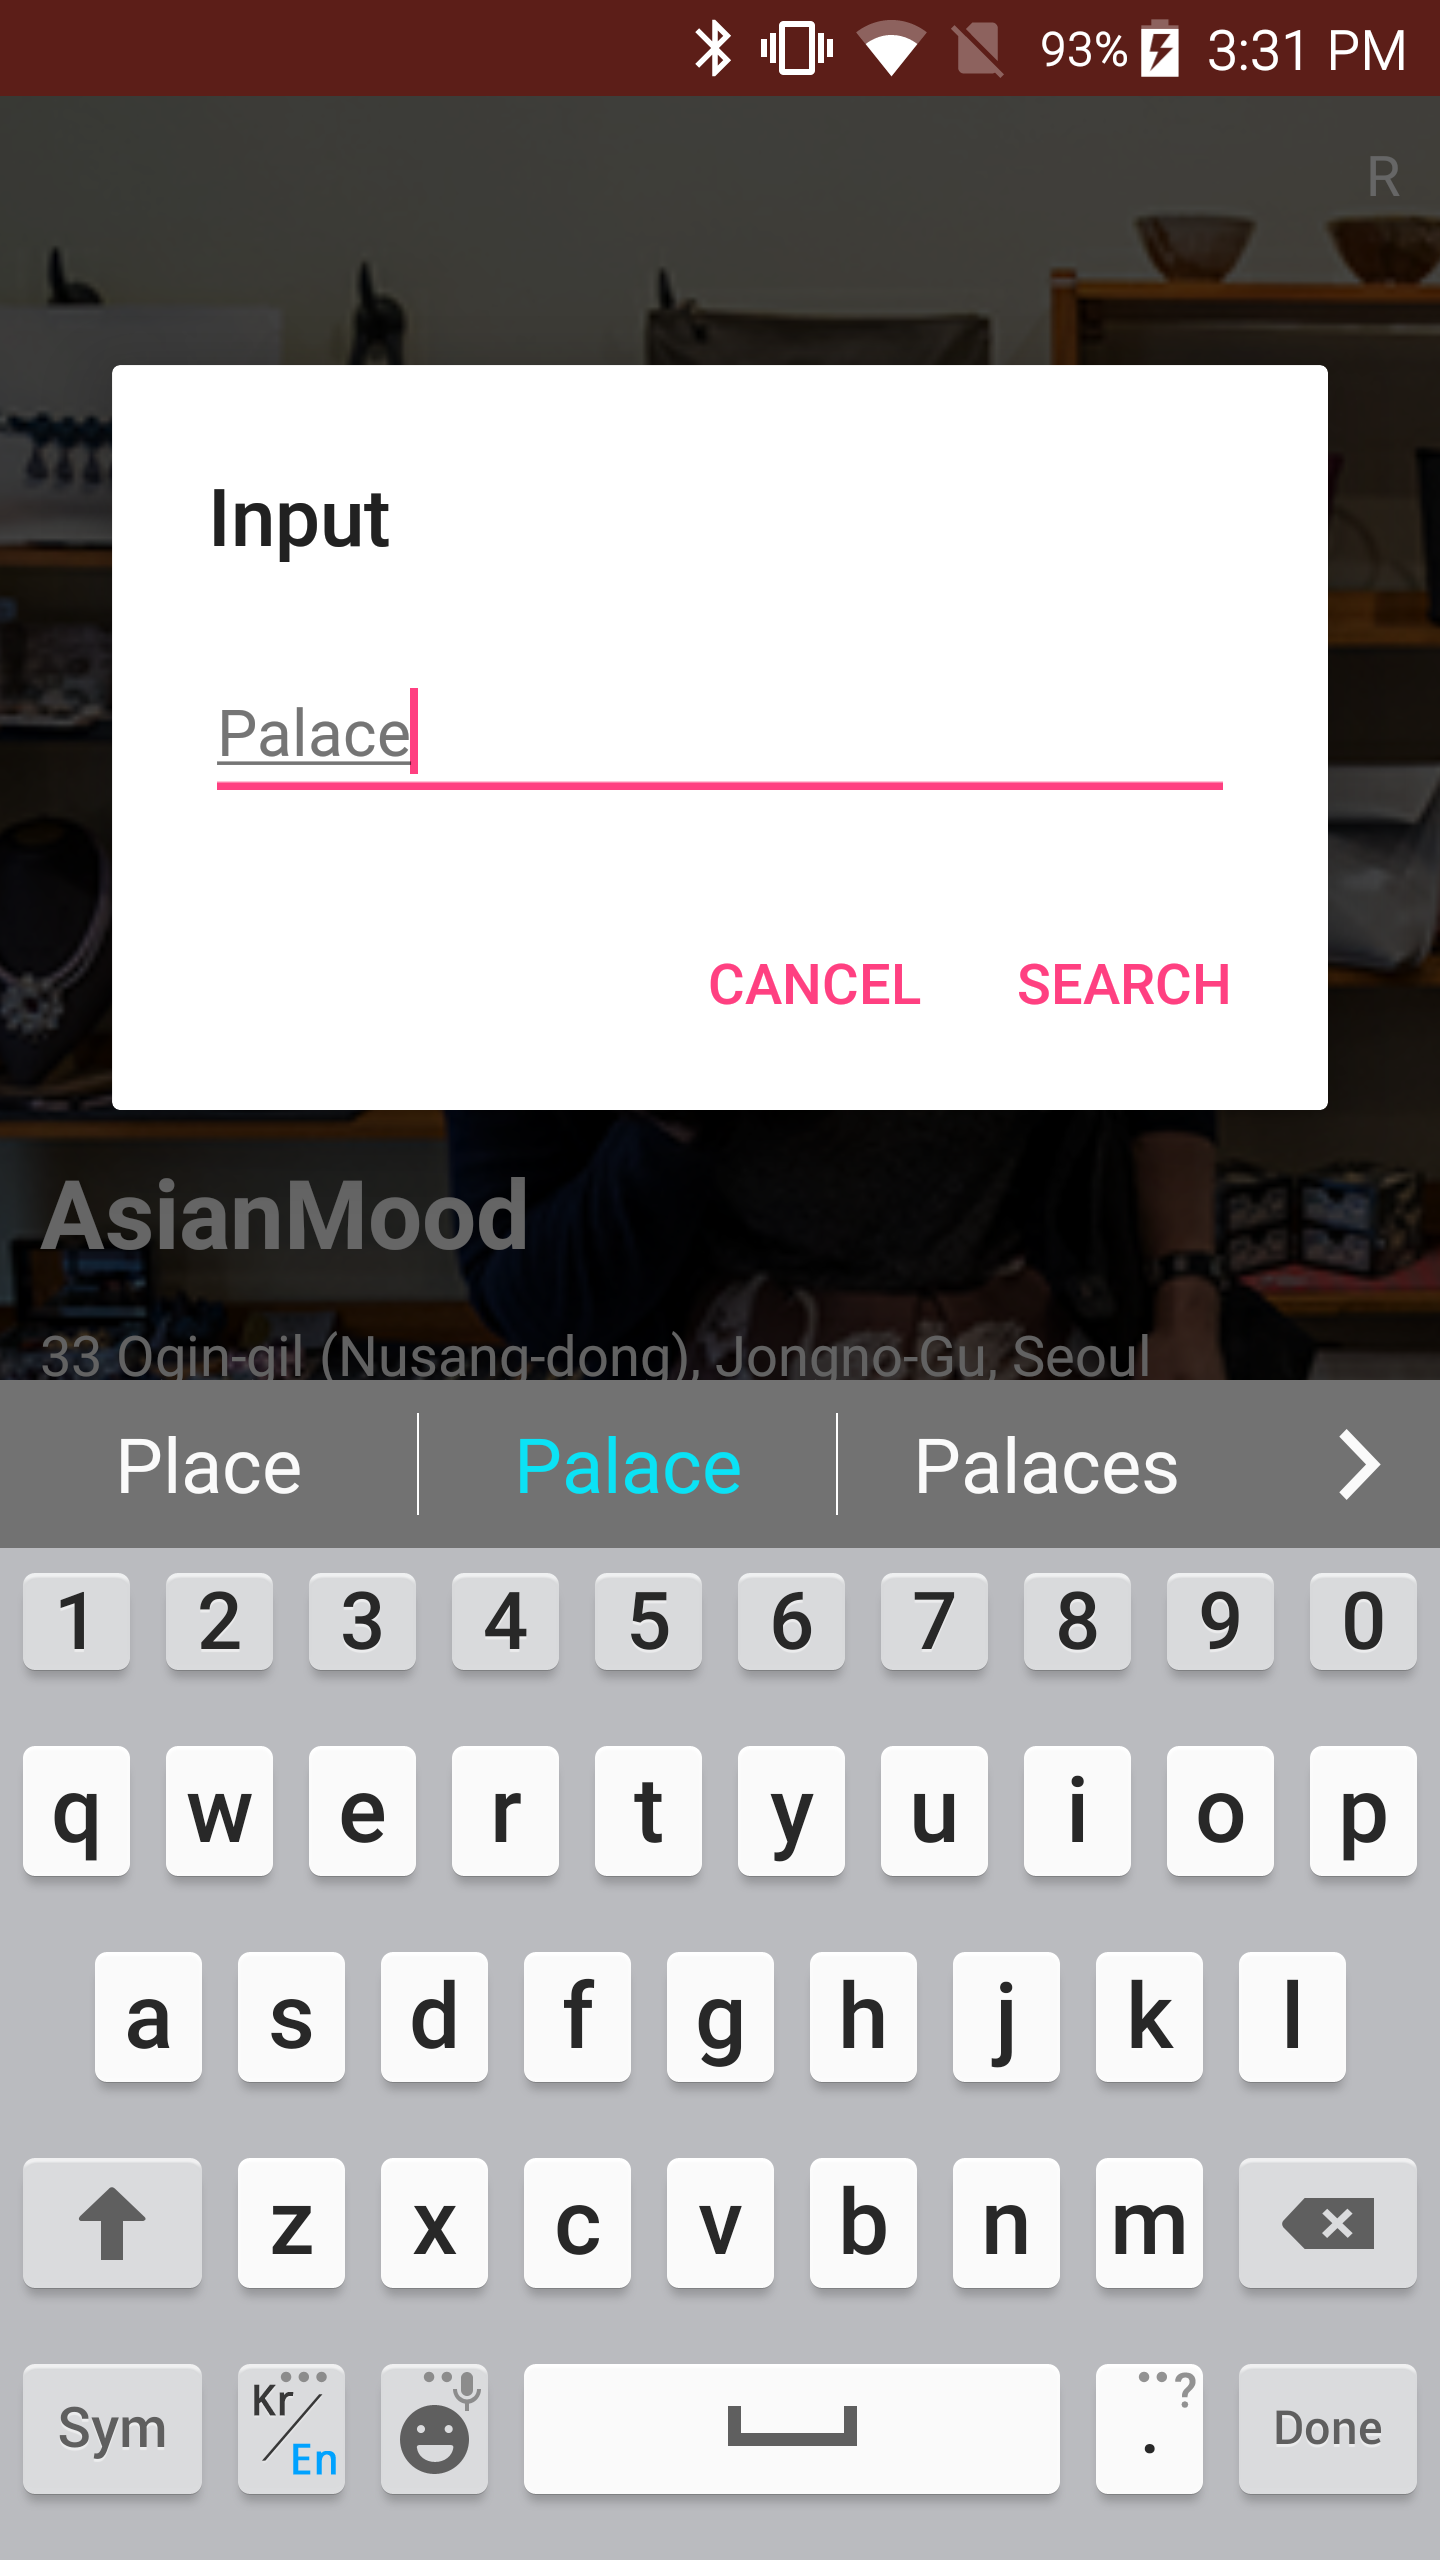 93% 3:31 PM
R
Input
Palace
CANCEL SEARCH
AsianMood
33 Ogin-gil (Nusang-dong), Jongno-Gu, Seoul
Place Palace Palaces
1 2 3 4 5 6 7 8 9 0
q w e r t y u i o p
a s d f g h j k l
z x c v b n m
Sym Kr/En . ? Done